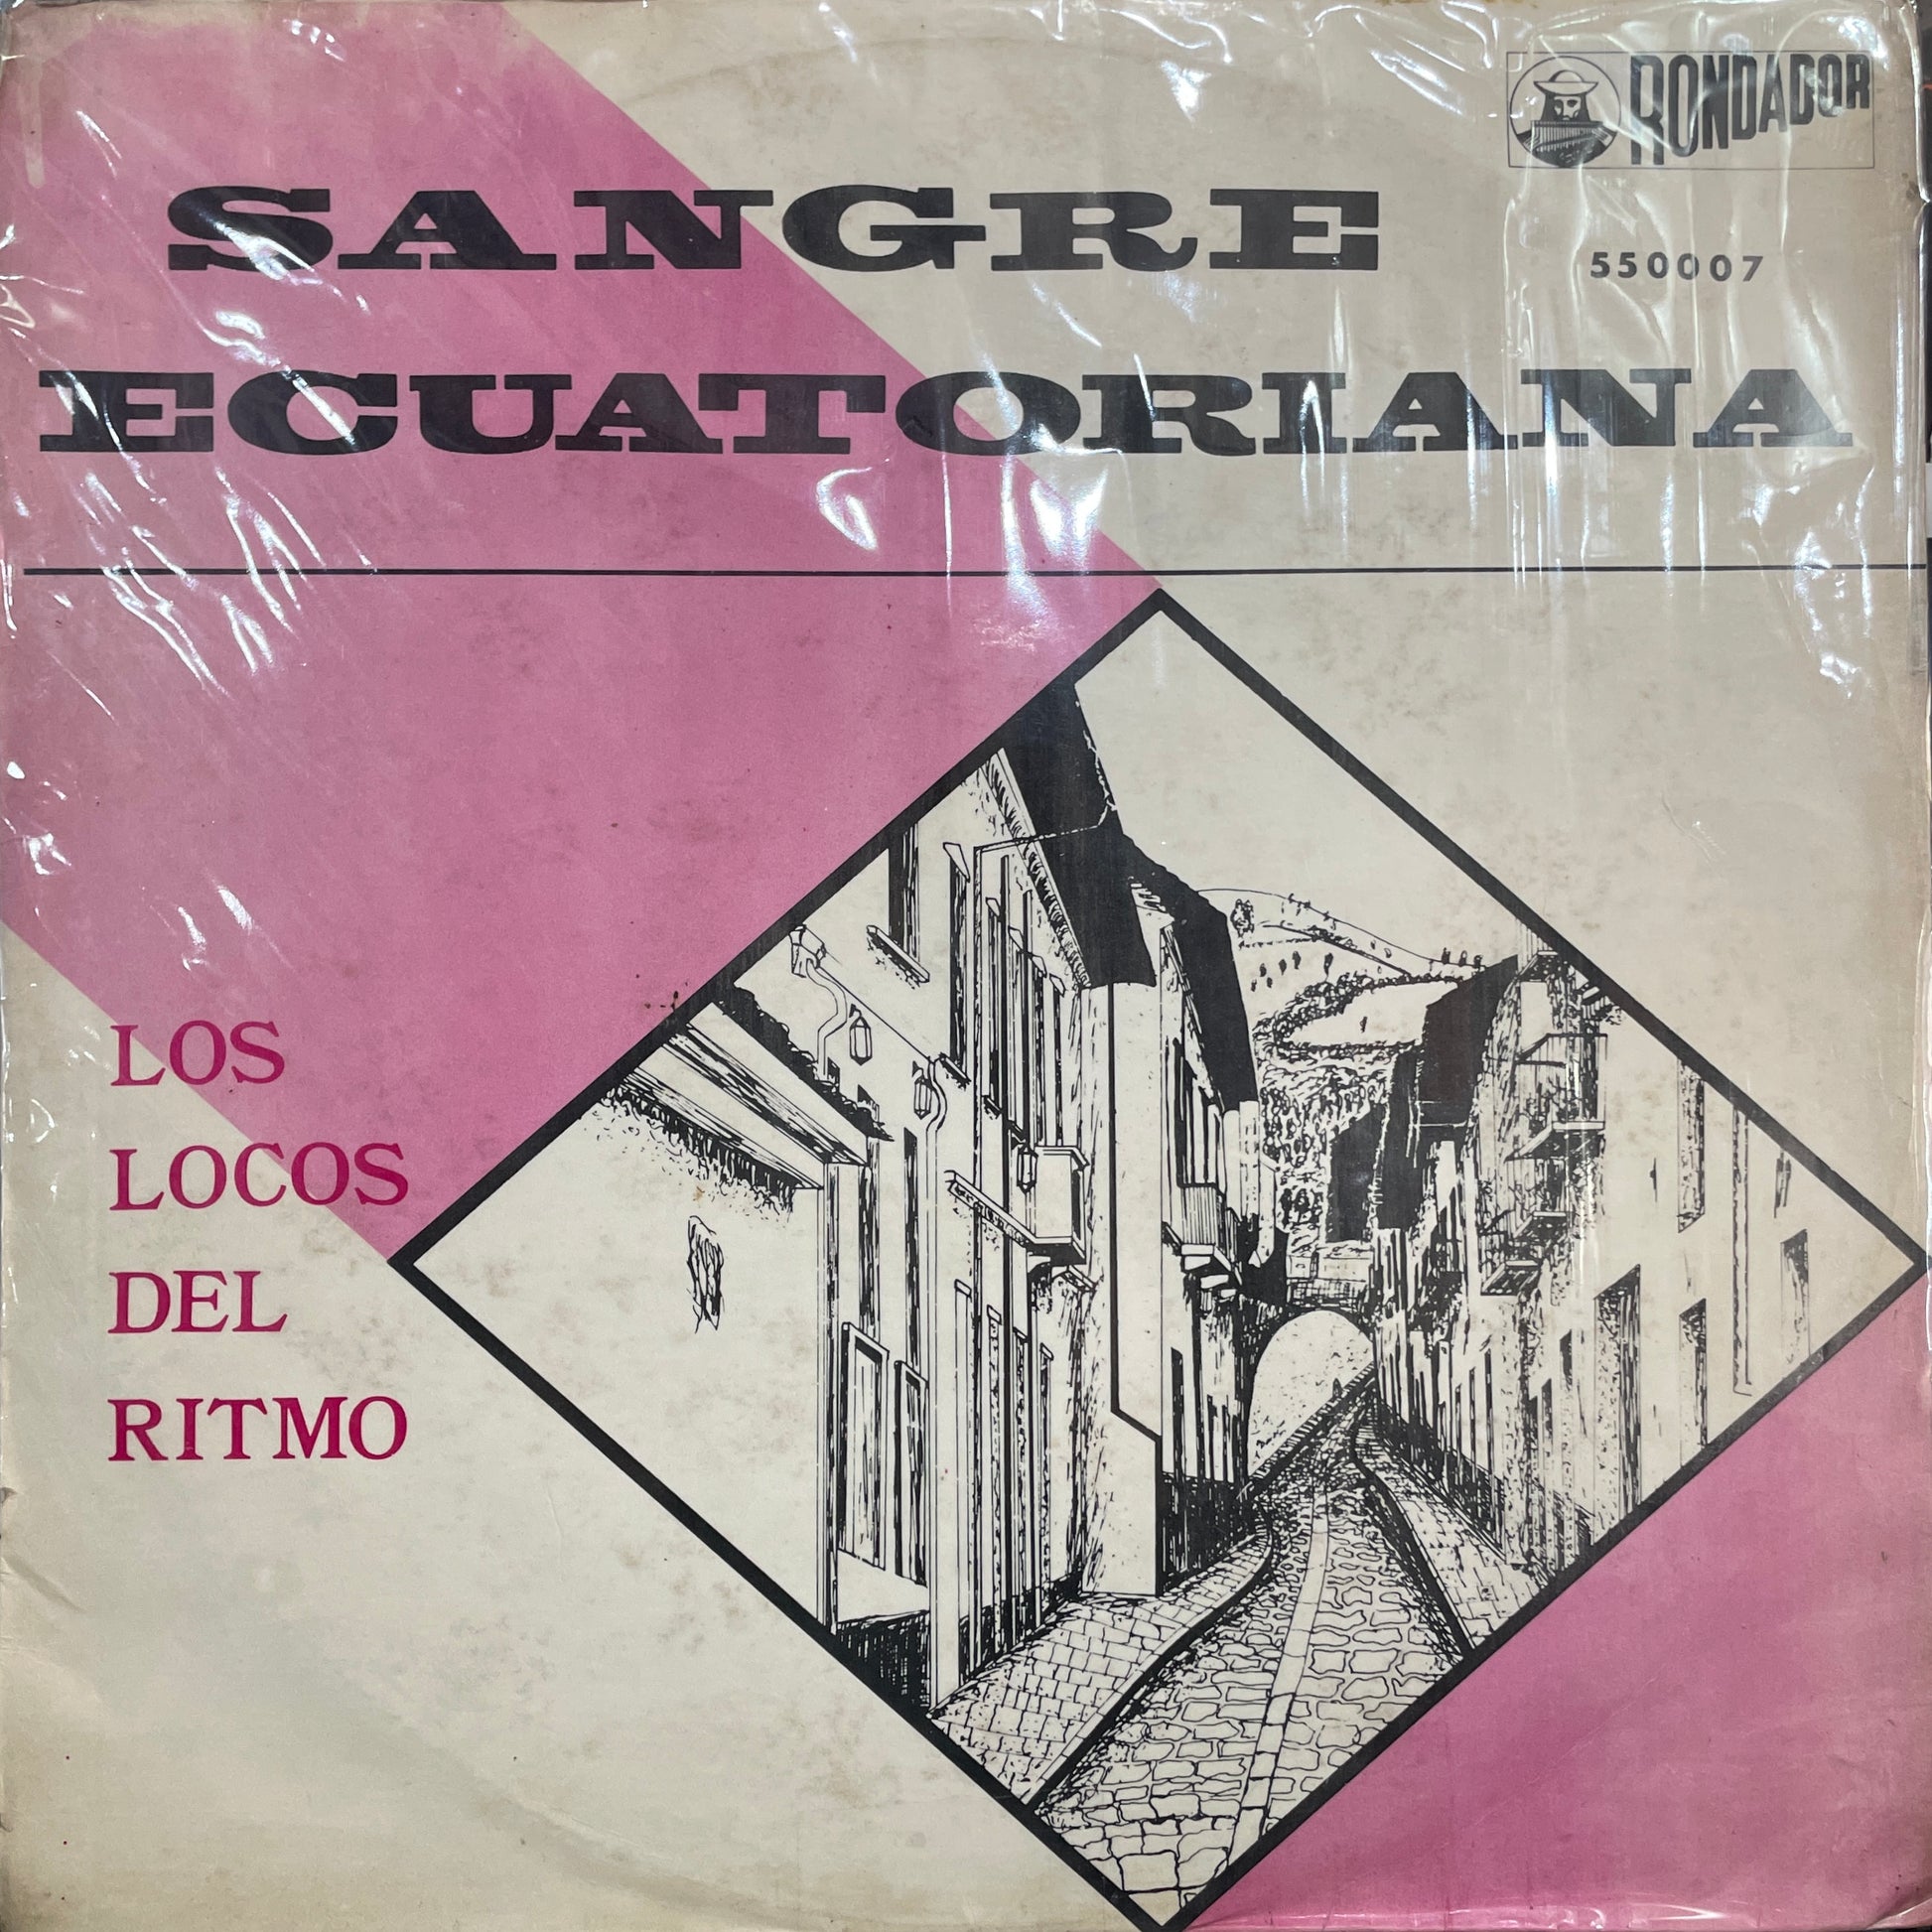 RONDADOR
SANGRE
550007
ECUATORIANA
LOS
LOCOS
DEL
RITMO